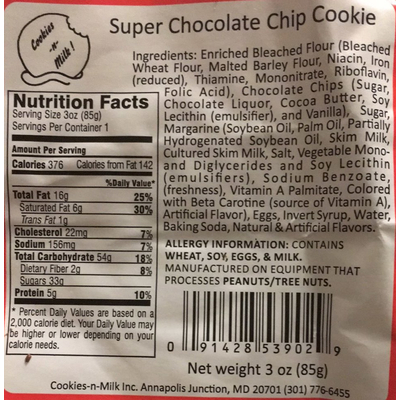 Super Chocolate Chip Cookie
Cookies
-n-
Milk!
Ingredients: Enriched Bleached Flour (Bleached
Wheat Flour, Malted Barley Flour, Niacin, Iron
(reduced), Thiamine, Mononitrate, Riboflavin,
Folic Acid), Chocolate Chips (Sugar,
Chocolate Liquor, Cocoa Butter, Soy
Lecithin (emulsifier), and Vanilla), Sugar,
Margarine (Soybean Oil, Palm Oil, Partially
Hydrogenated Soybean Oil, Skim Milk,
Cultured Skim Milk, Salt, Vegetable Mono-
and Diglycerides and Soy Lecithin
(emulsifiers), Sodium Benzoate,
(freshness), Vitamin A Palmitate, Colored
with Beta Carotine (source of Vitamin A),
Artificial Flavor), Eggs, Invert Syrup, Water,
Baking Soda, Natural & Artificial Flavors.
ALLERGY INFORMATION: CONTAINS
WHEAT, SOY, EGGS, & MILK.
MANUFACTURED ON EQUIPMENT THAT
PROCESSES PEANUTS/TREE NUTS.
Nutrition Facts
Serving Size 3oz (85g)
Servings Per Container 1
Amount Per Serving
Calories 376 Calories from Fat 142
%Daily Value*
Total Fat 16g 25%
Saturated Fat 6g 30%
Trans Fat 1g
Cholesterol 22mg 7%
Sodium 156mg 7%
Total Carbohydrate 54g 18%
Dietary Fiber 2g 8%
Sugars 33g
Protein 5g 10%
* Percent Daily Values are based on a
2,000 calorie diet. Your Daily Value may
be higher or lower depending on your
calorie needs.
0 91428 53902 9
Net weight 3 oz (85g)
Cookies-n-Milk Inc. Annapolis Junction, MD 20701 (301) 776-6455